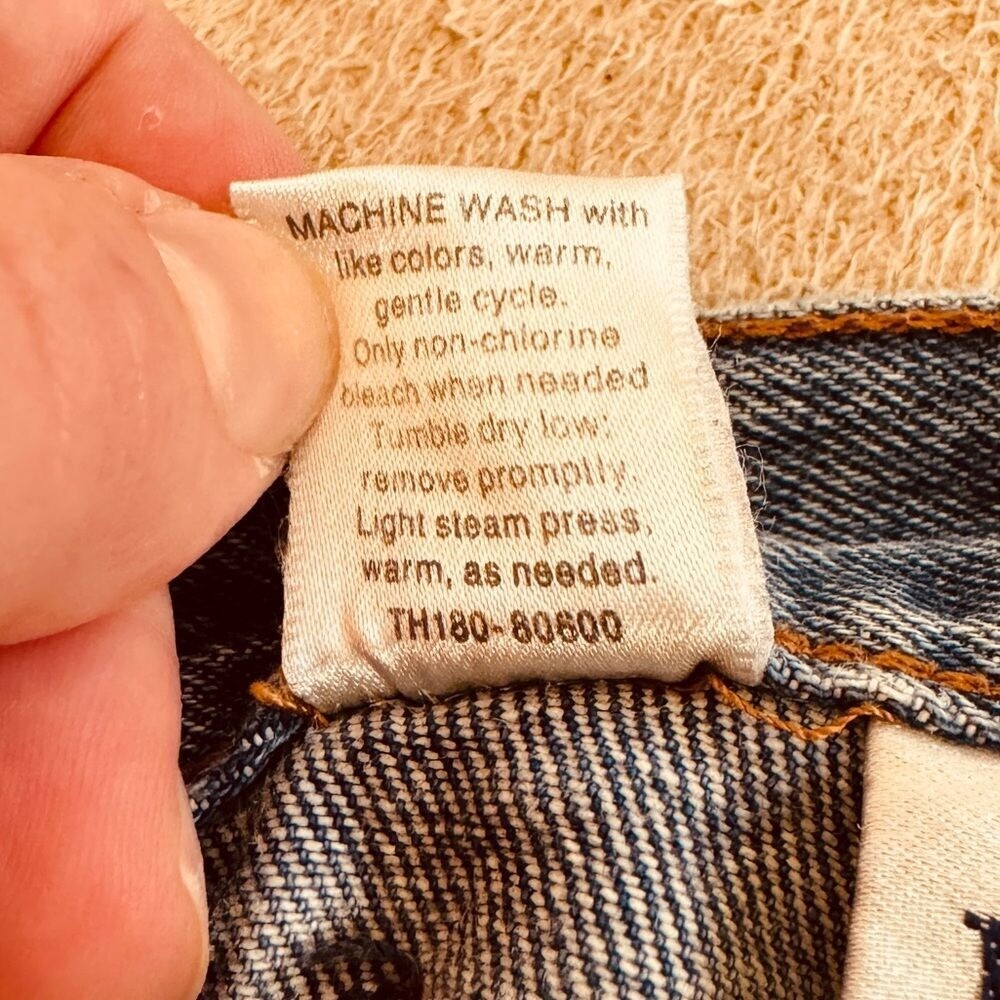 MACHINE WASH with
like colors, warm,
gentle cycle.
Only non-chlorine
bleach when needed
Tumble dry low;
remove promptly.
Light steam press,
warm, as needed.
TH180-80600